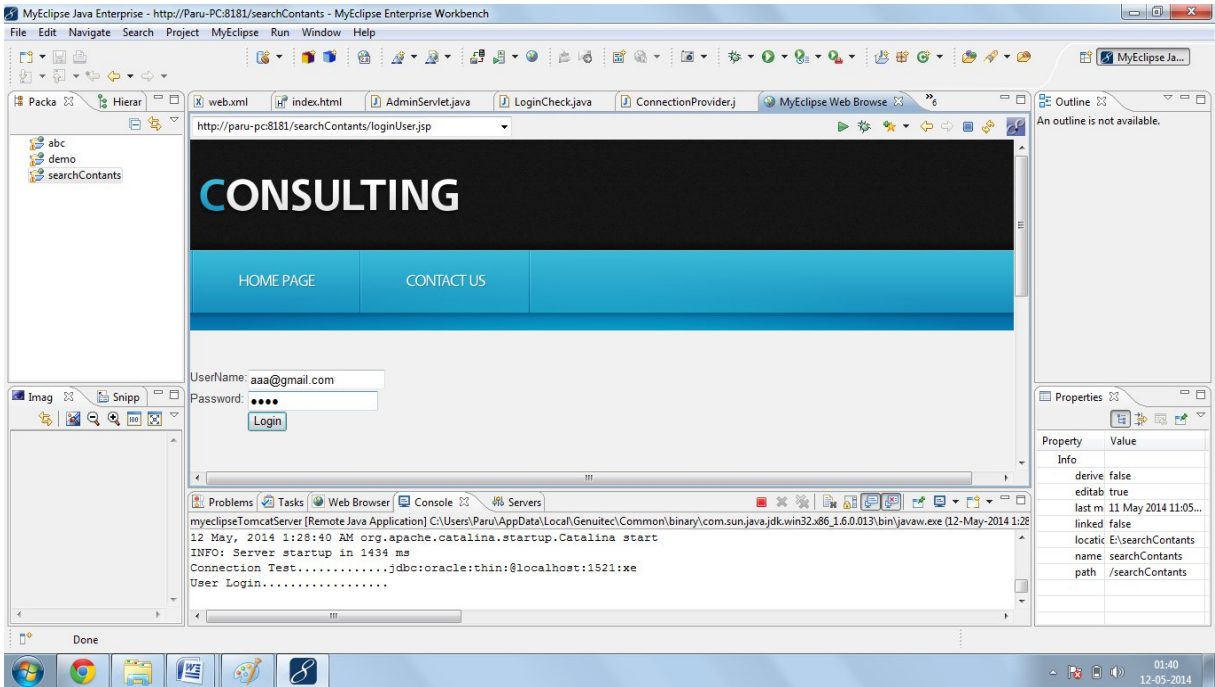 MyEclipse Java Enterprise - http://Paru-PC:8181/searchContants - MyEclipse Enterprise Workbench
File Edit Navigate Search Project MyEclipse Run Window Help
MyEclipse Ja...
Packa
Hierar
web.xml
index.html
AdminServlet.java
LoginCheck.java
ConnectionProvider.j
MyEclipse Web Browse
»6
Outline
abc
demo
searchContants
http://paru-pc:8181/searchContants/loginUser.jsp
An outline is not available.
CONSULTING
HOME PAGE
CONTACT US
UserName: aaa@gmail.com
Password: ●●●●
Login
Imag
Snipp
Properties
Property Value
Info
derive false
editab true
last m 11 May 2014 11:05...
linked false
locatic E:\searchContants
name searchContants
path /searchContants
Problems Tasks Web Browser Console Servers
myeclipseTomcatServer [Remote Java Application] C:\Users\Paru\AppData\Local\Genuitec\Common\binary\com.sun.java.jdk.win32.x86_1.6.0.013\bin\javaw.exe (12-May-2014 1:28
12 May, 2014 1:28:40 AM org.apache.catalina.startup.Catalina start
INFO: Server startup in 1434 ms
Connection Test.............jdbc:oracle:thin:@localhost:1521:xe
User Login..................
Done
01:40
12-05-2014